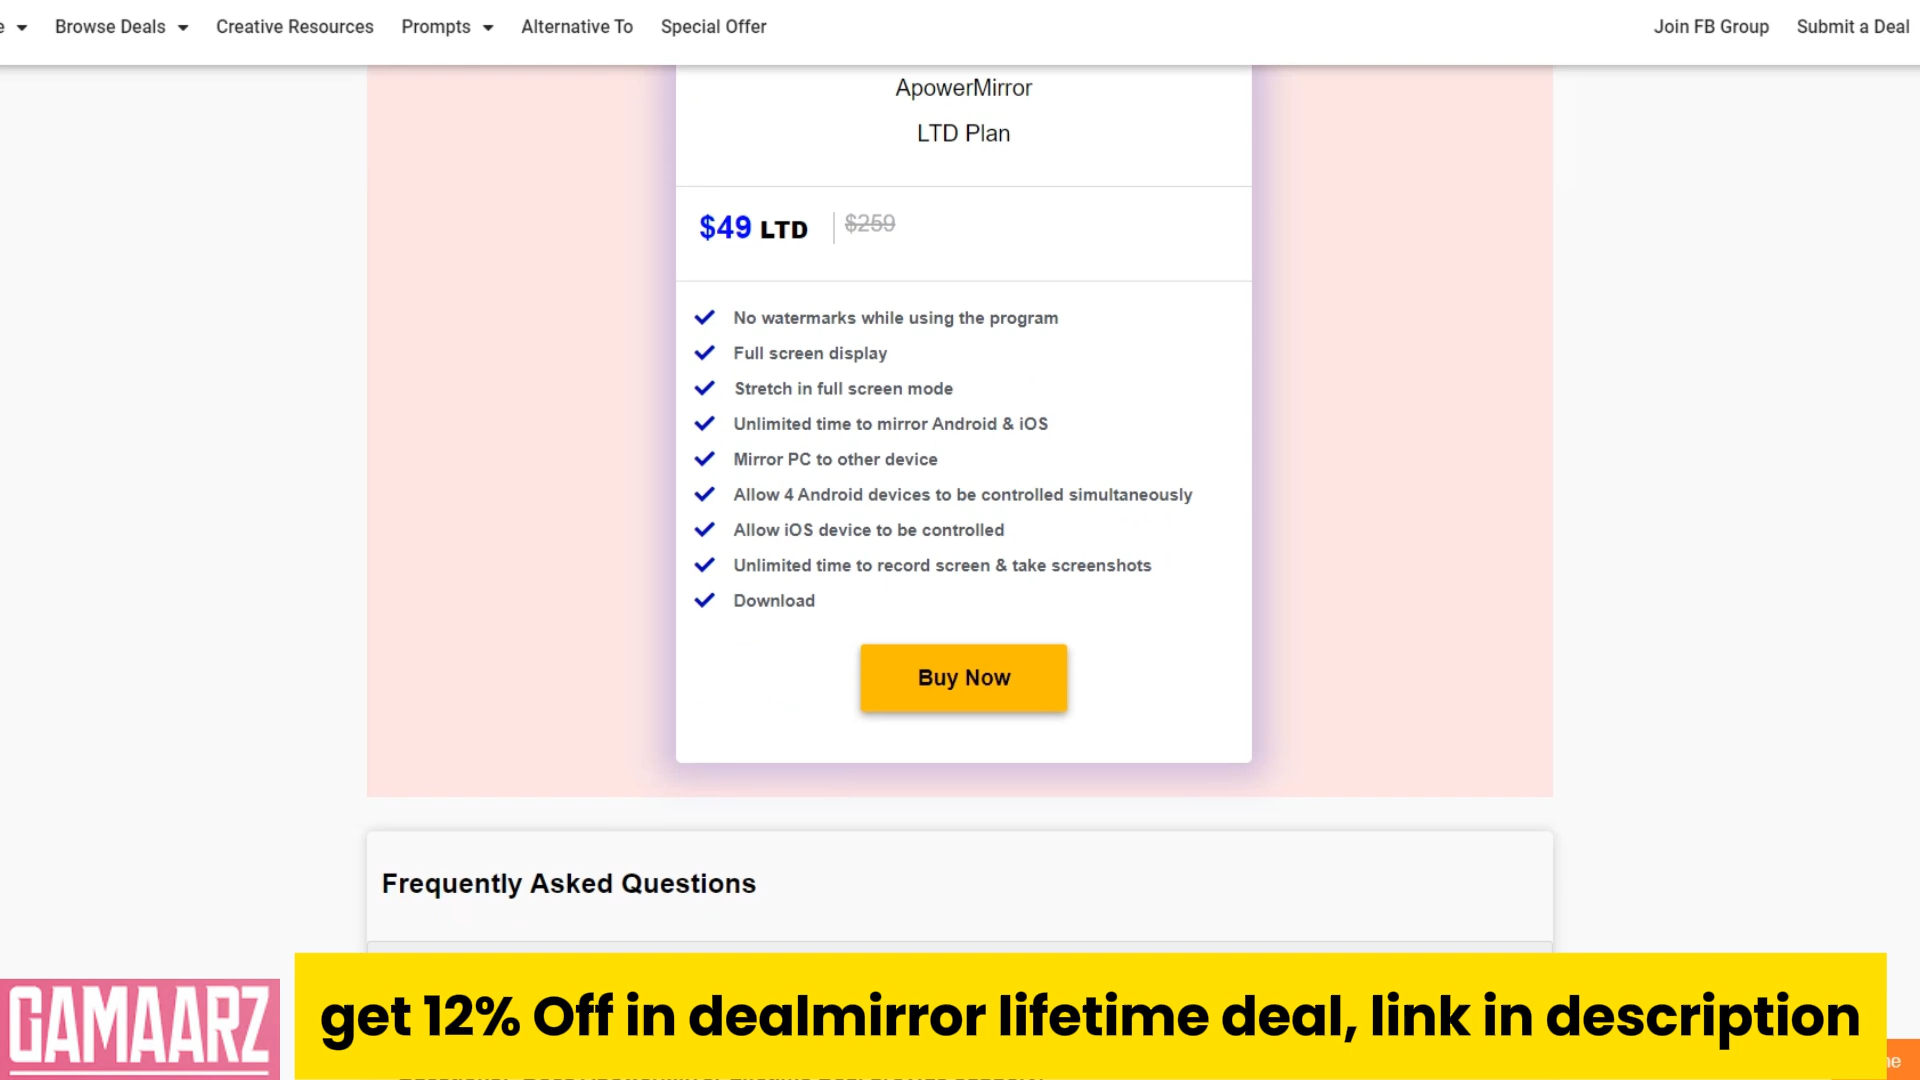 e
Browse Deals
Creative Resources
Prompts
Alternative To
Special Offer
Join FB Group
Submit a Deal
ApowerMirror
LTD Plan
$49 LTD
$259
No watermarks while using the program
Full screen display
Stretch in full screen mode
Unlimited time to mirror Android & iOS
Mirror PC to other device
Allow 4 Android devices to be controlled simultaneously
Allow iOS device to be controlled
Unlimited time to record screen & take screenshots
Download
Buy Now
Frequently Asked Questions
GAMAARZ
get 12% Off in dealmirror lifetime deal, link in description